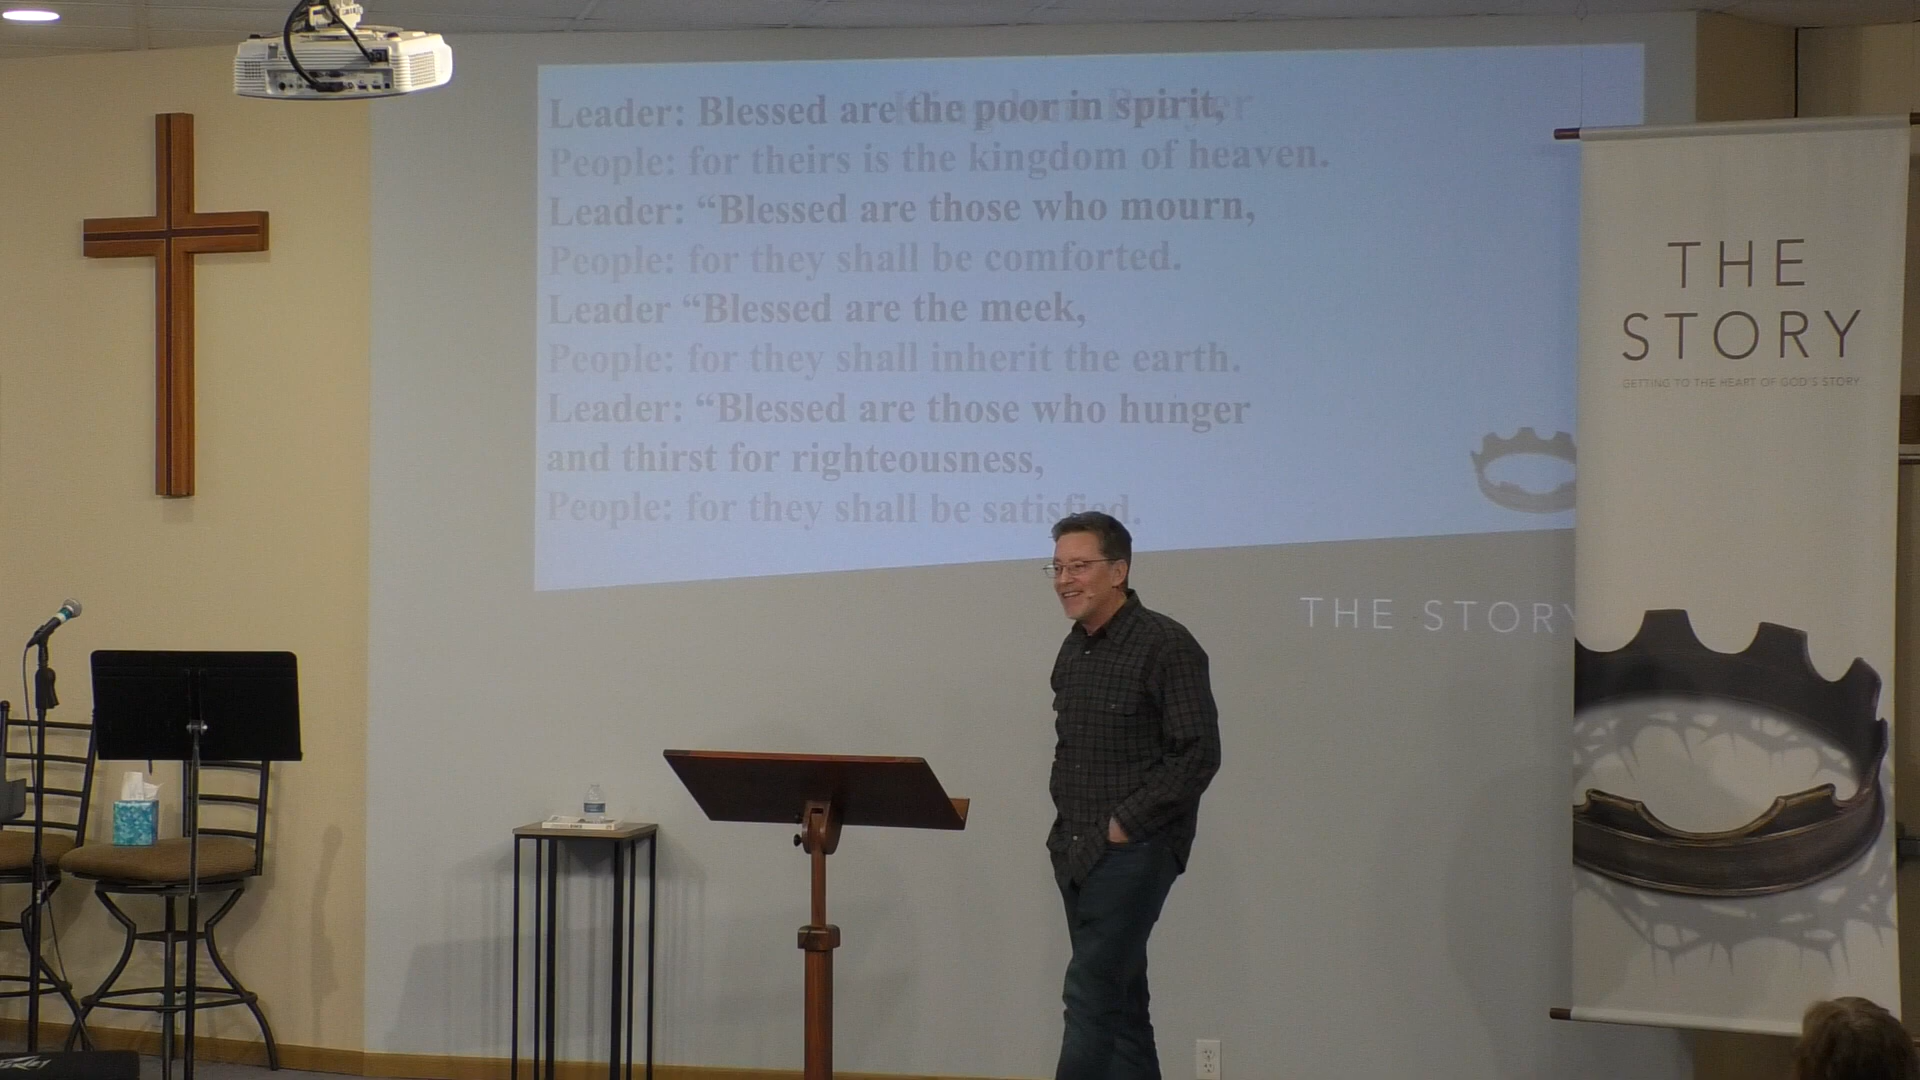 Leader: Blessed are the poor in spirit,
People: for theirs is the kingdom of heaven.
Leader: “Blessed are those who mourn,
People: for they shall be comforted.
Leader “Blessed are the meek,
People: for they shall inherit the earth.
Leader: “Blessed are those who hunger
and thirst for righteousness,
People: for they shall be satisfied.
THE STORY
THE
STORY
GETTING TO THE HEART OF GOD'S STORY